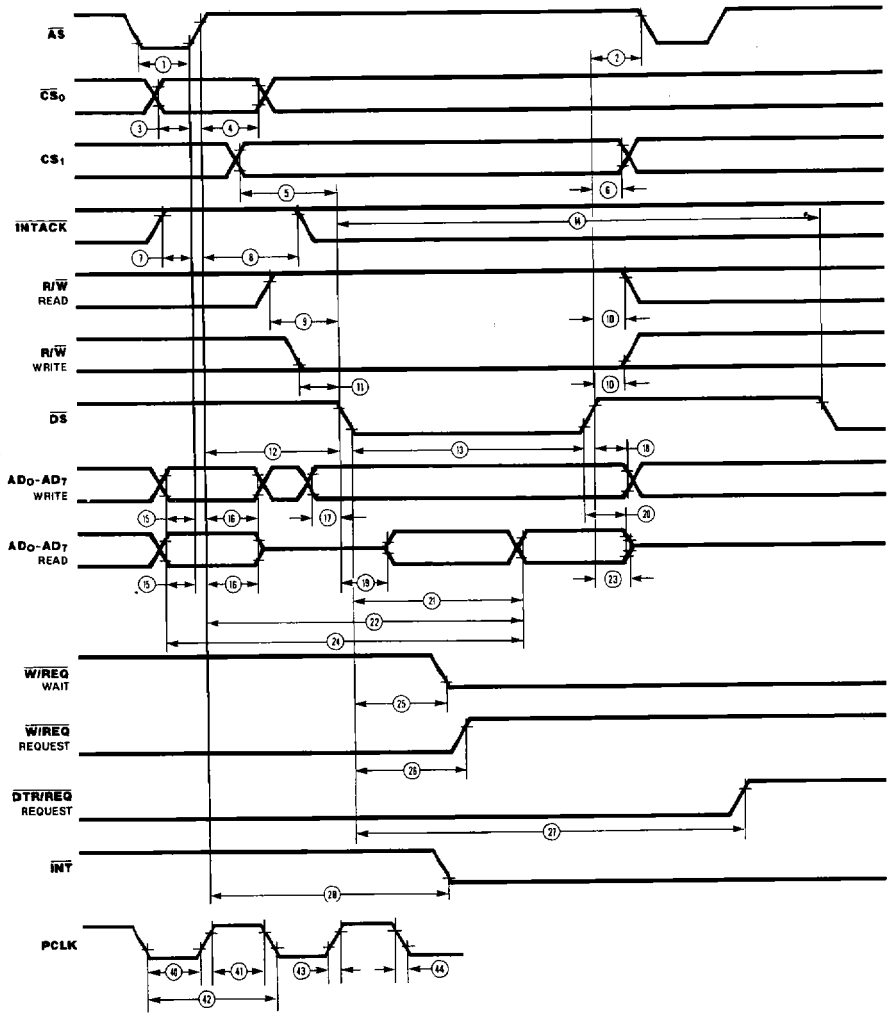 AS
1
2
CS0
3
4
CS1
5
6
INTACK
14
7
8
R/W
READ
9
10
R/W
WRITE
11
10
DS
12
13
18
AD0-AD7
WRITE
15
16
17
20
AD0-AD7
READ
15
16
19
23
21
22
24
W/REQ
WAIT
25
W/REQ
REQUEST
26
DTR/REQ
REQUEST
27
INT
28
PCLK
40
41
43
44
42